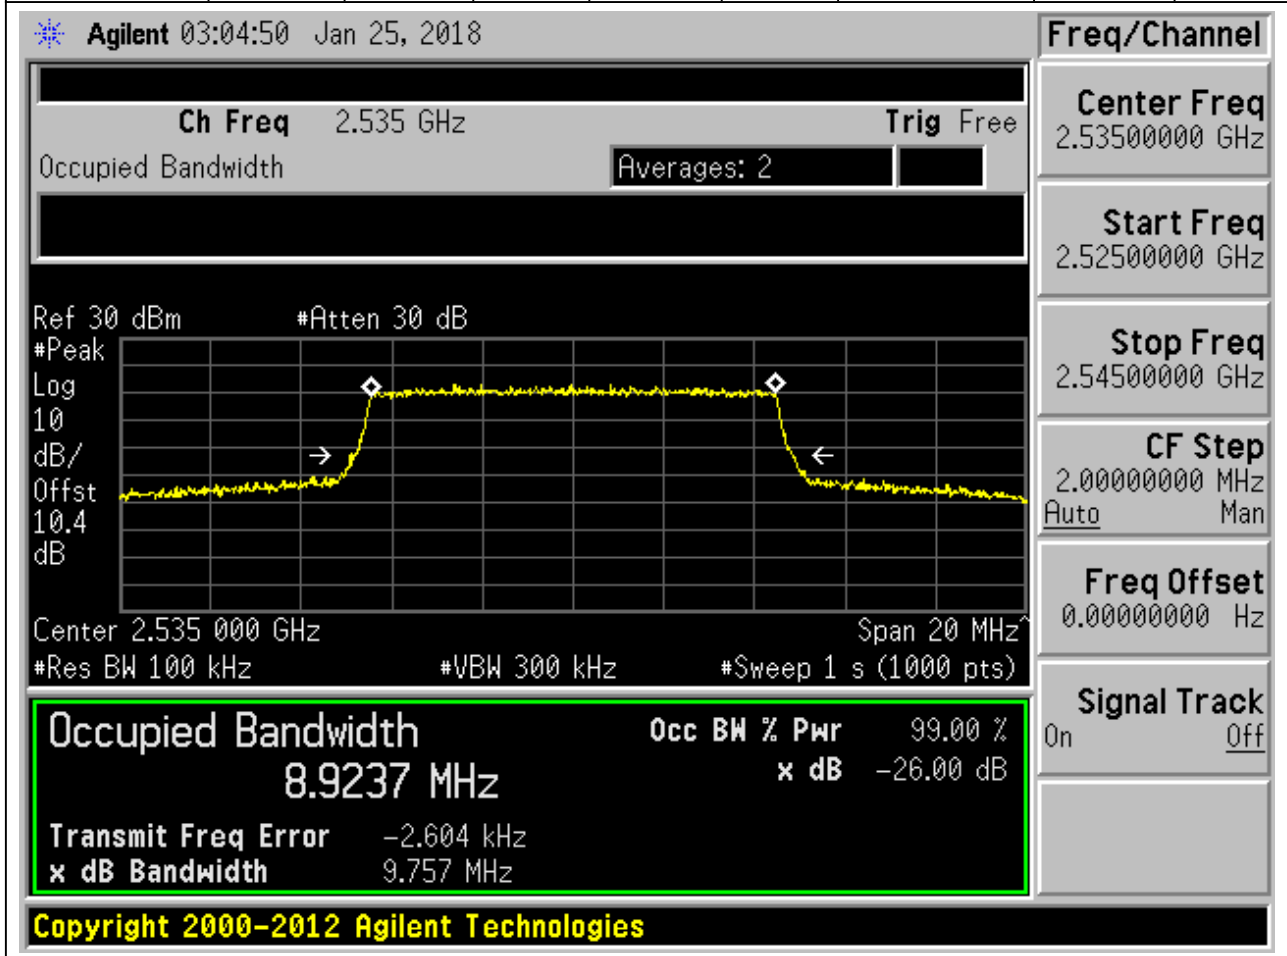 Agilent 03:04:50 Jan 25, 2018
Freq/Channel
Ch Freq 2.535 GHz Trig Free
Occupied Bandwidth Averages: 2
Center Freq
2.53500000 GHz
Start Freq
2.52500000 GHz
Stop Freq
2.54500000 GHz
CF Step
2.00000000 MHz
Auto Man
Freq Offset
0.00000000 Hz
Signal Track
On Off
Ref 30 dBm #Atten 30 dB
#Peak
Log
10
dB/
Offst
10.4
dB
Center 2.535 000 GHz Span 20 MHz^
#Res BW 100 kHz #VBW 300 kHz #Sweep 1 s (1000 pts)
Occupied Bandwidth Occ BW % Pwr 99.00 %
8.9237 MHz x dB -26.00 dB
Transmit Freq Error -2.604 kHz
x dB Bandwidth 9.757 MHz
Copyright 2000-2012 Agilent Technologies